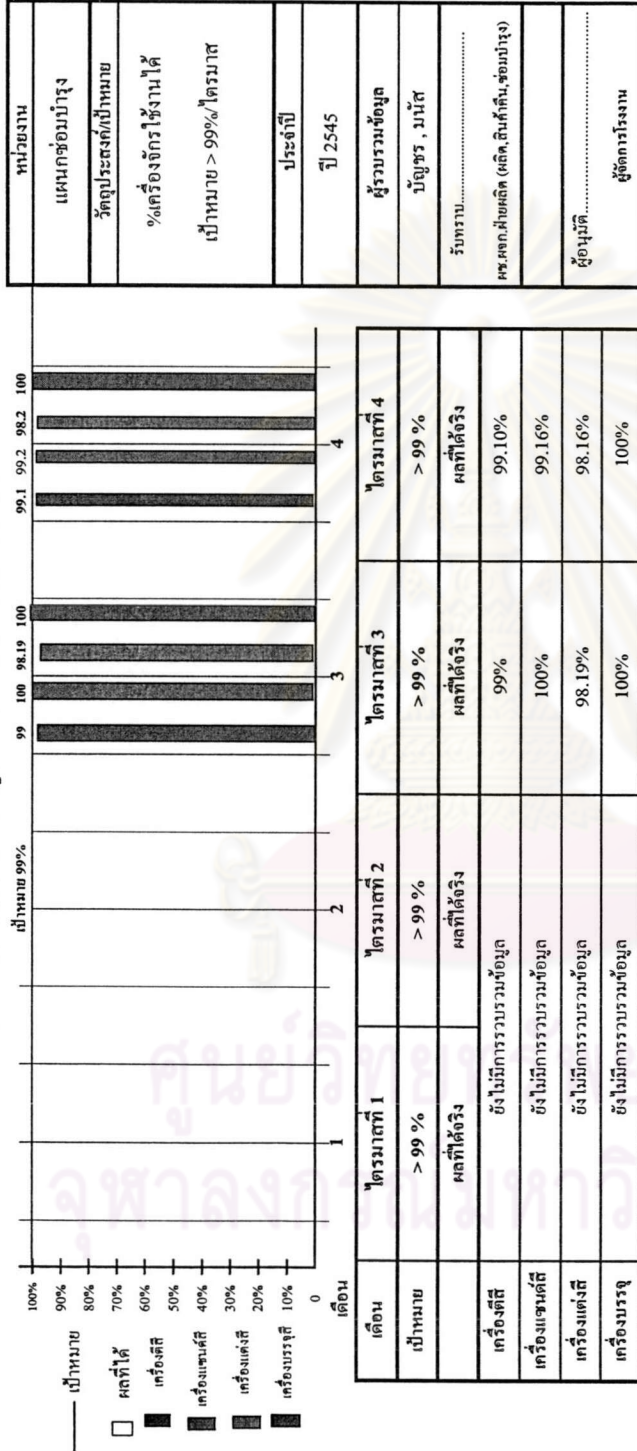 หน่วยงาน
แผนกซ่อมบำรุง
วัตถุประสงค์/เป้าหมาย
%เครื่องจักรใช้งานได้
เป้าหมาย > 99%/ไตรมาส
ประจำปี
ปี 2545
ผู้รวบรวมข้อมูล
บัญชร , มนัส
รับทราบ....................
ผช.ผจก.ฝ่ายผลิต (ผลิต,สินค้าคืน,ซ่อมบำรุง)
ผู้อนุมัติ....................
ผู้จัดการโรงงาน
เป้าหมาย 99%
เป้าหมาย
ผลที่ได้
เครื่องตีสี
เครื่องแซนด์สี
เครื่องแต่งสี
เครื่องบรรจุสี
100%
90%
80%
70%
60%
50%
40%
30%
20%
10%
0
99 100 98.19 100
99.1 99.2 98.2 100
เดือน 1 2 3 4
เดือน ไตรมาสที่ 1 ไตรมาสที่ 2 ไตรมาสที่ 3 ไตรมาสที่ 4
เป้าหมาย > 99 % > 99 % > 99 % > 99 %
ผลที่ได้จริง ผลที่ได้จริง ผลที่ได้จริง ผลที่ได้จริง
เครื่องตีสี ยังไม่มีการรวบรวมข้อมูล 99% 99.10%
เครื่องแซนด์สี ยังไม่มีการรวบรวมข้อมูล 100% 99.16%
เครื่องแต่งสี ยังไม่มีการรวบรวมข้อมูล 98.19% 98.16%
เครื่องบรรจุ ยังไม่มีการรวบรวมข้อมูล 100% 100%